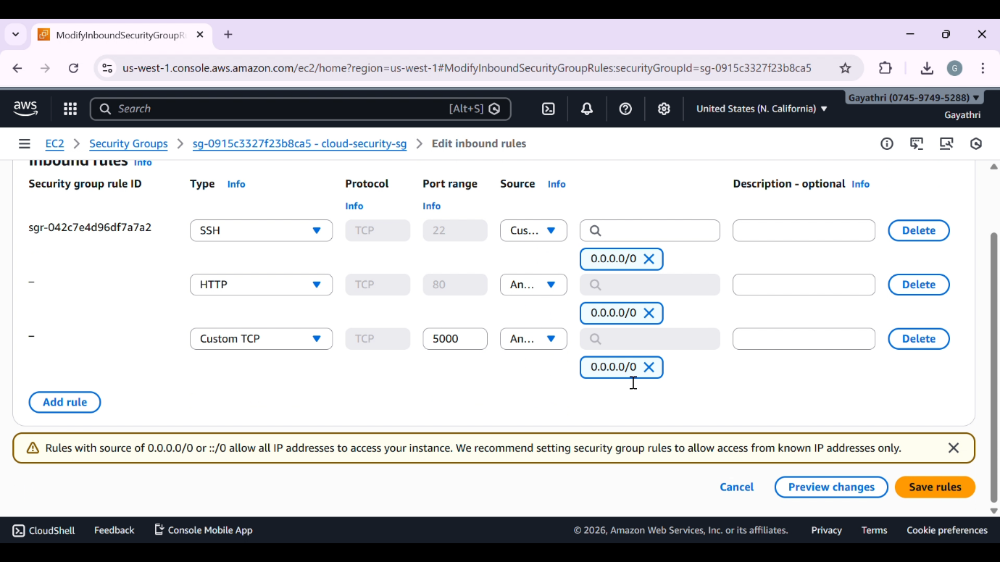 ModifyInboundSecurityGroupR
us-west-1.console.aws.amazon.com/ec2/home?region=us-west-1#ModifyInboundSecurityGroupRules:securityGroupId=sg-0915c3327f23b8ca5
G
aws
Search
[Alt+S]
United States (N. California)
Gayathri (0745-9749-5288)
Gayathri
EC2 > Security Groups > sg-0915c3327f23b8ca5 - cloud-security-sg > Edit inbound rules
Inbound rules Info
Security group rule ID Type Info Protocol Port range Source Info Description - optional Info
Info Info
sgr-042c7e4d96df7a7a2 SSH TCP 22 Cus... Delete
0.0.0.0/0
– HTTP TCP 80 An... Delete
0.0.0.0/0
– Custom TCP TCP 5000 An... Delete
0.0.0.0/0
Add rule
Rules with source of 0.0.0.0/0 or ::/0 allow all IP addresses to access your instance. We recommend setting security group rules to allow access from known IP addresses only.
Cancel Preview changes Save rules
CloudShell Feedback Console Mobile App © 2026, Amazon Web Services, Inc. or its affiliates. Privacy Terms Cookie preferences